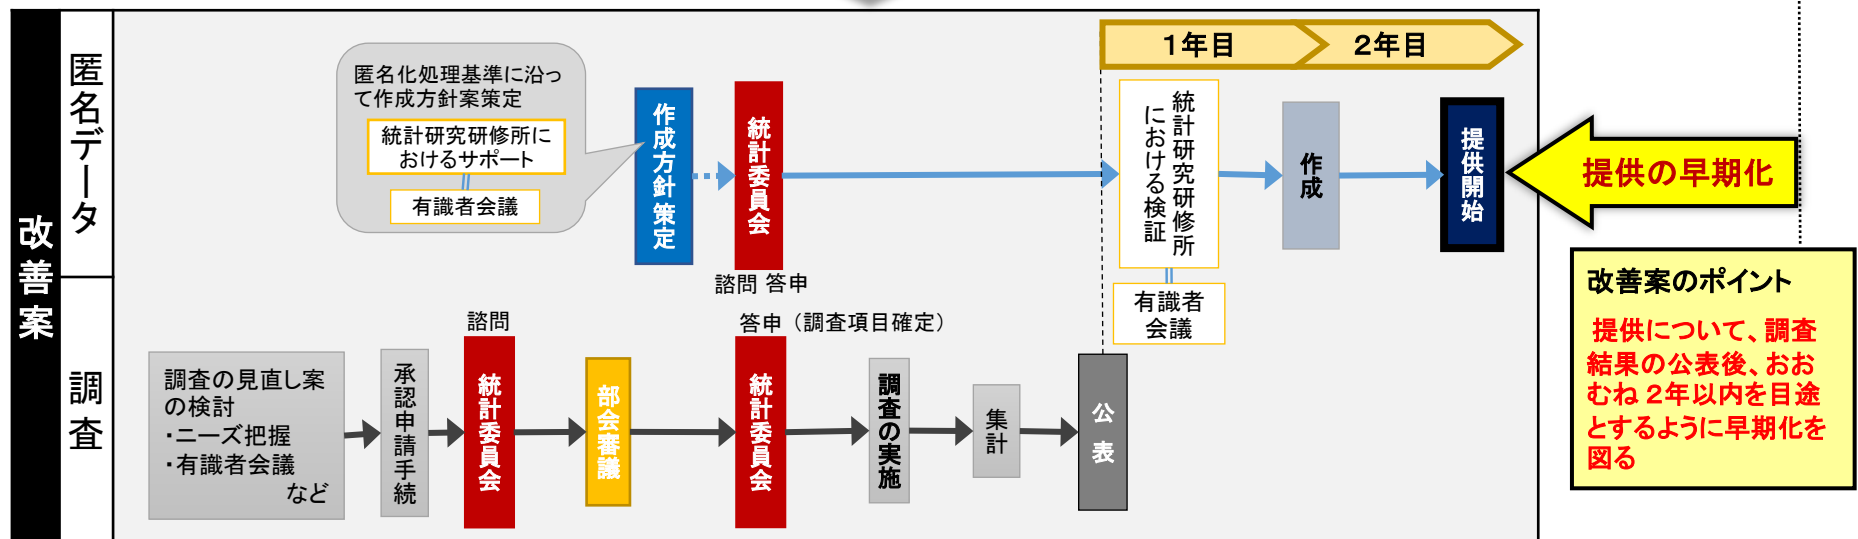 改善案
匿名データ
調査
1年目
2年目
匿名化処理基準に沿っ
て作成方針案策定
統計研究研修所に
おけるサポート
有識者会議
作成方針策定
統計委員会
諮問 答申
統計研究研修所
における検証
有識者
会議
作成
提供開始
提供の早期化
調査の見直し案
の検討
・ニーズ把握
・有識者会議
など
承認申請手続
諮問
統計委員会
部会審議
答申（調査項目確定）
統計委員会
調査の実施
集計
公表
改善案のポイント
提供について、調査
結果の公表後、おお
むね２年以内を目途
とするように早期化を
図る